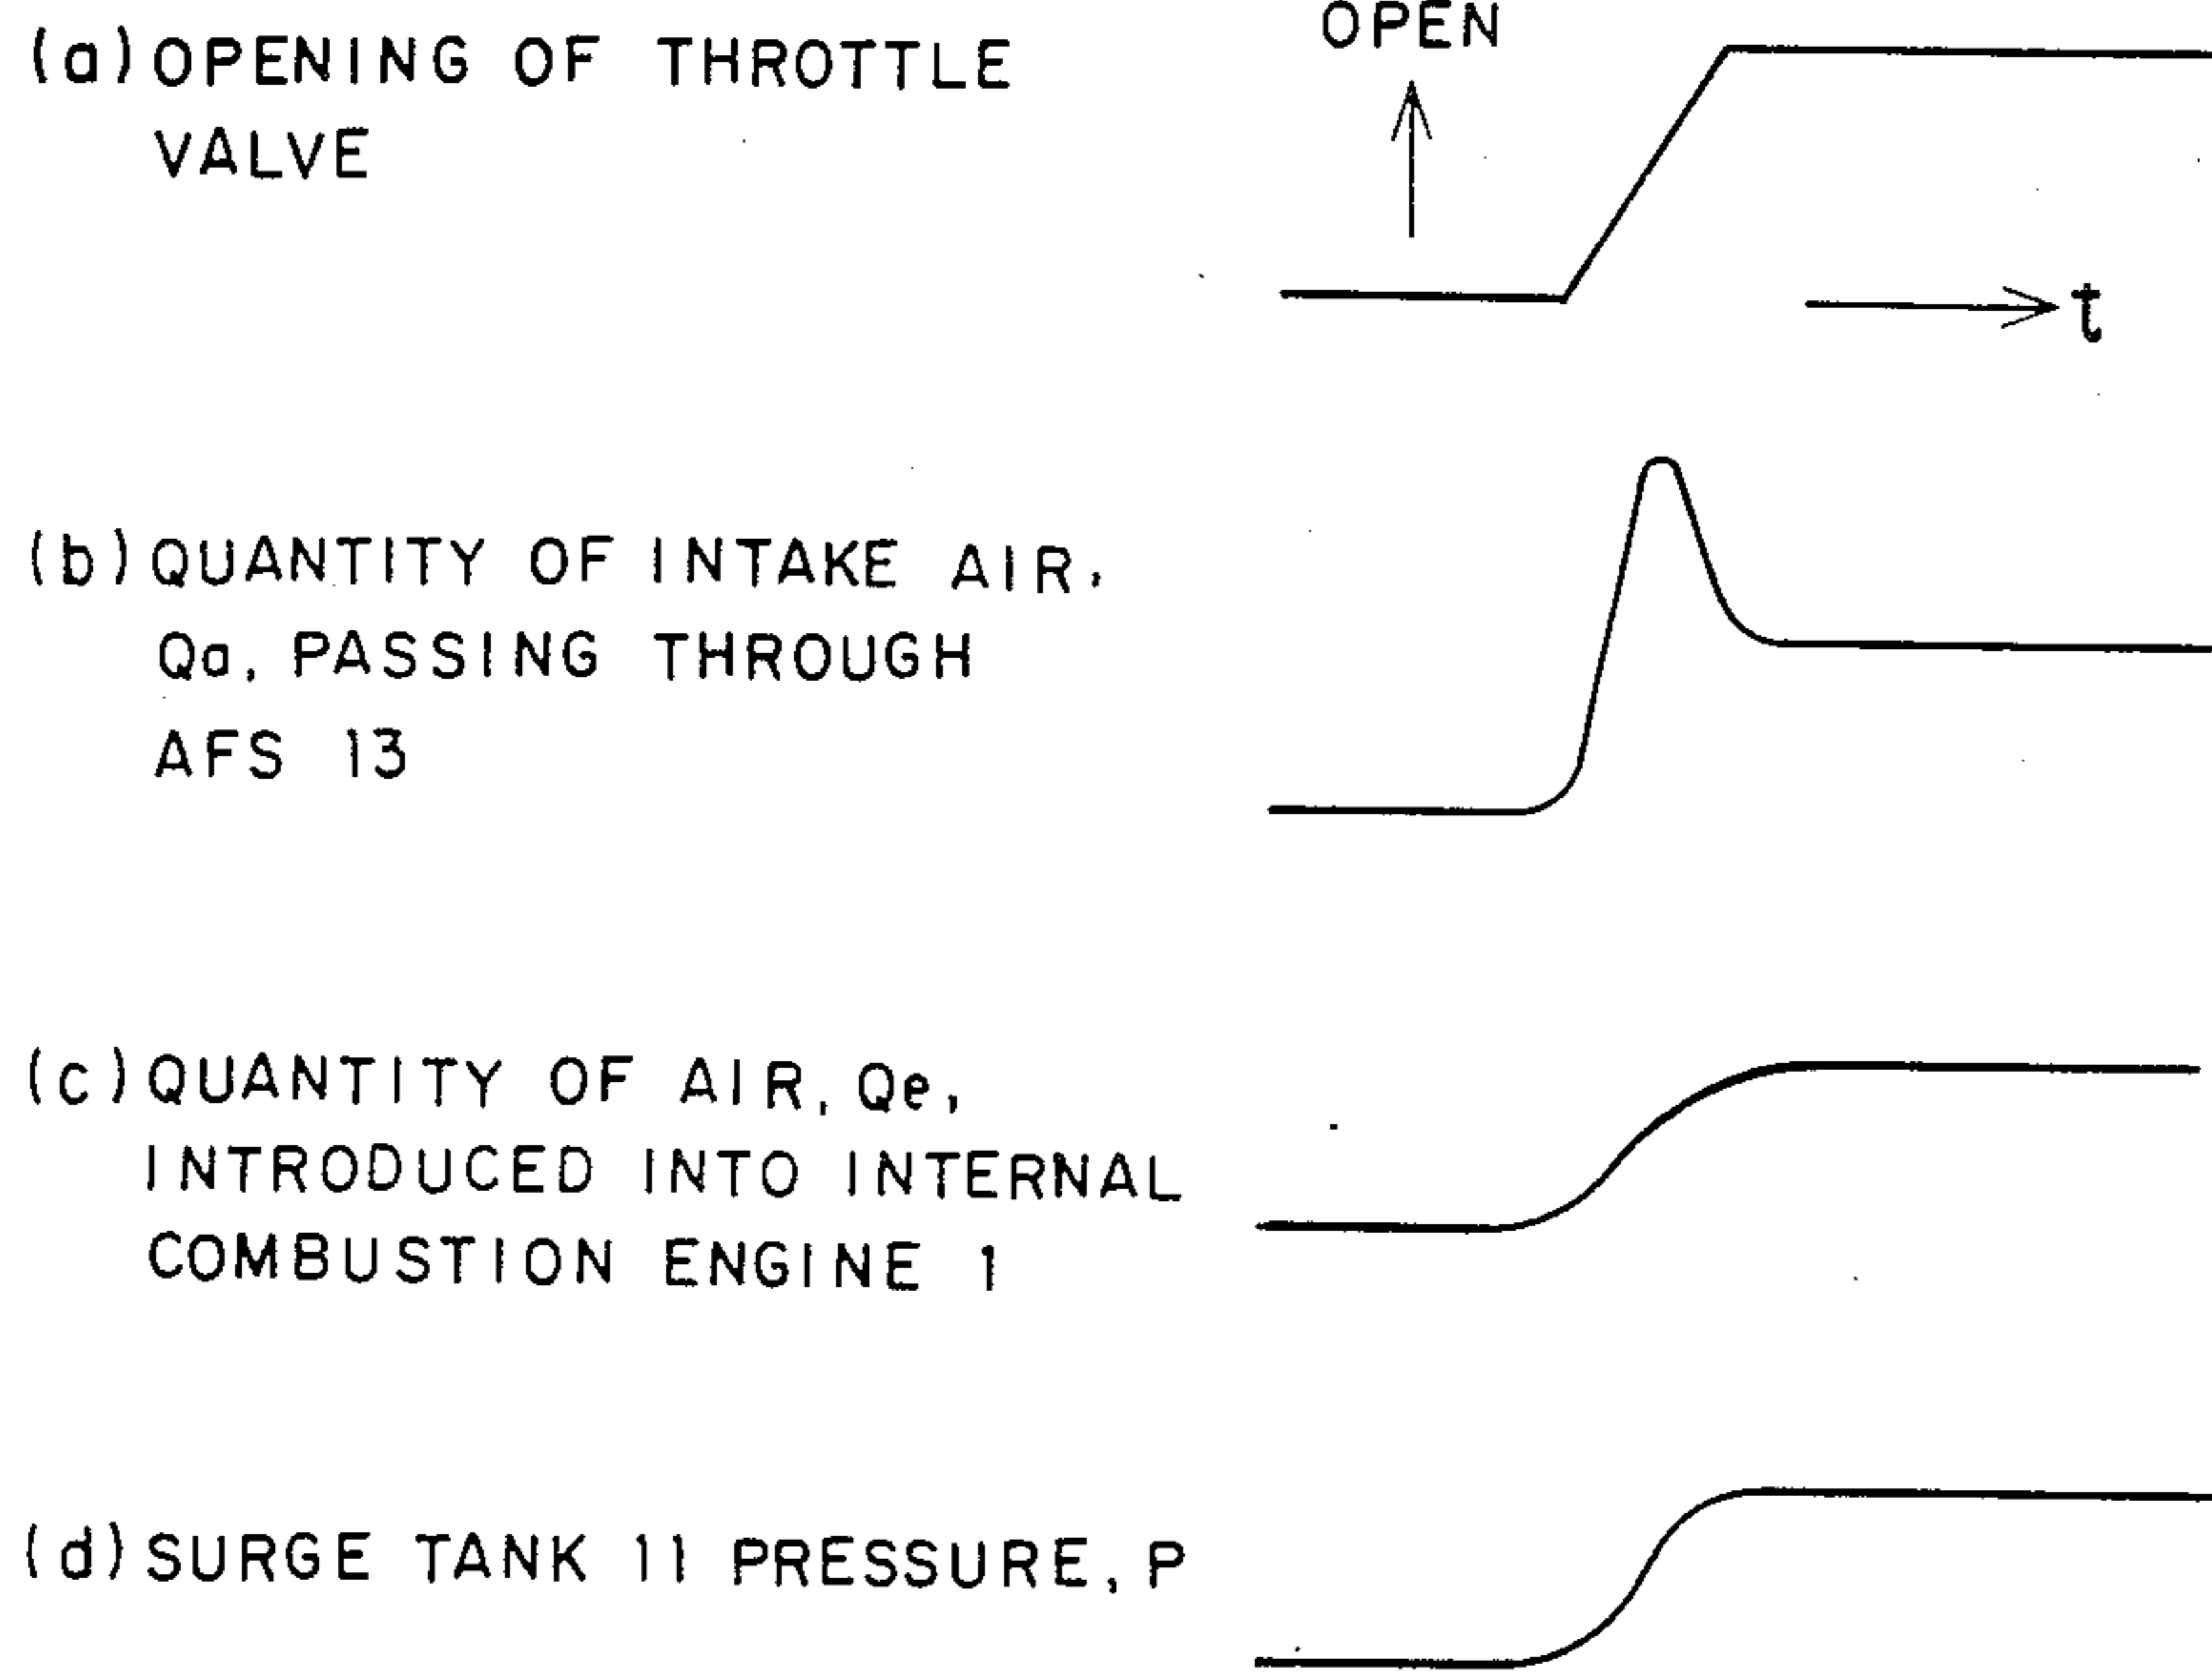 (a) OPENING OF THROTTLE
VALVE
OPEN
t
(b) QUANTITY OF INTAKE AIR,
Qa, PASSING THROUGH
AFS 13
(c) QUANTITY OF AIR, Qe,
INTRODUCED INTO INTERNAL
COMBUSTION ENGINE 1
(d) SURGE TANK 11 PRESSURE, P